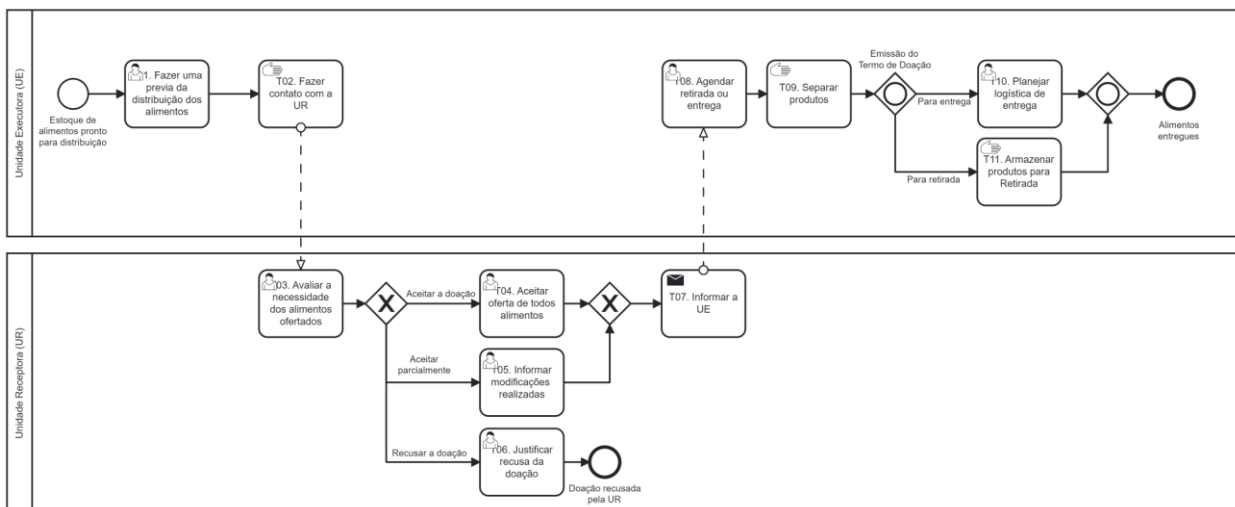 Unidade Executora (UE)
Estoque de
alimentos pronto
para distribuição
1. Fazer uma
previa da
distribuição dos
alimentos
T02. Fazer
contato com a
UR
T08. Agendar
retirada ou
entrega
T09. Separar
produtos
Emissão do
Termo de Doação
Para entrega
T10. Planejar
logística de
entrega
Para retirada
T11. Armazenar
produtos para
Retirada
Alimentos
entregues
Unidade Receptora (UR)
T03. Avaliar a
necessidade
dos alimentos
ofertados
X
Aceitar a doação
T04. Aceitar
oferta de todos
alimentos
Aceitar
parcialmente
T05. Informar
modificações
realizadas
Recusar a doação
T06. Justificar
recusa da
doação
Doação recusada
pela UR
X
T07. Informar a
UE